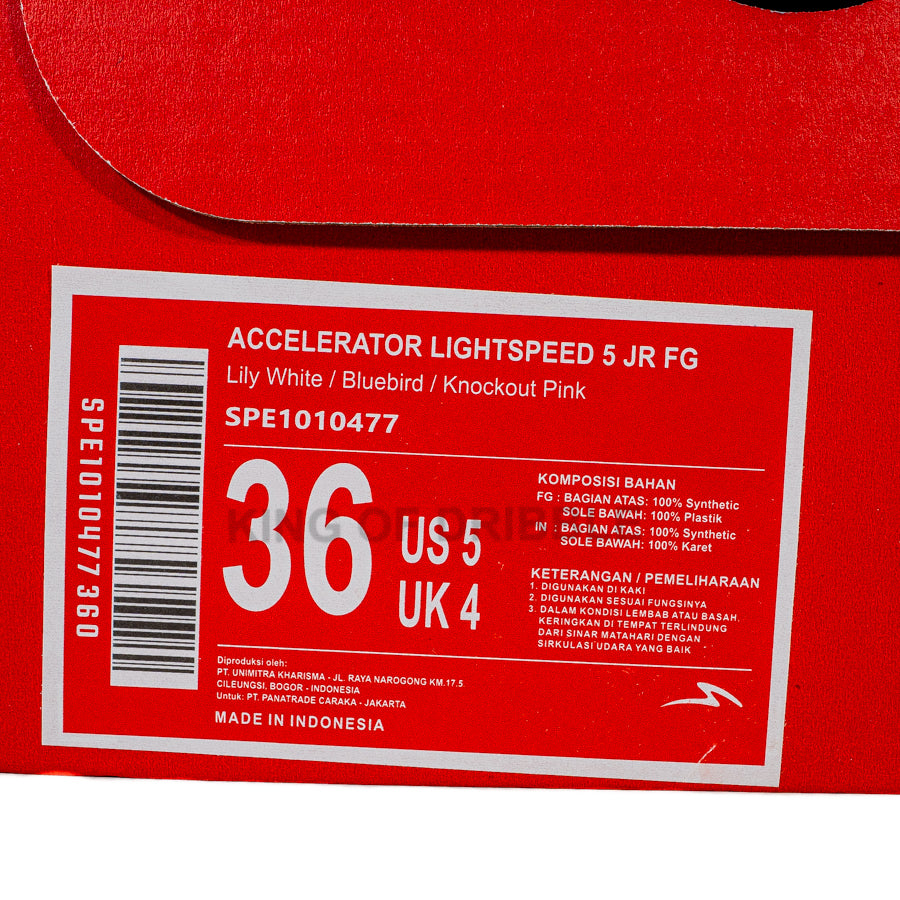 ACCELERATOR LIGHTSPEED 5 JR FG
Lily White / Bluebird / Knockout Pink
SPE1010477
SPE1010477 360
36
US 5
UK 4
KING OF DRIBBLE
KOMPOSISI BAHAN
FG : BAGIAN ATAS: 100% Synthetic
SOLE BAWAH: 100% Plastik
IN : BAGIAN ATAS: 100% Synthetic
SOLE BAWAH: 100% Karet
KETERANGAN / PEMELIHARAAN
1. DIGUNAKAN DI KAKI
2. DIGUNAKAN SESUAI FUNGSINYA
3. DALAM KONDISI LEMBAB ATAU BASAH,
KERINGKAN DI TEMPAT TERLINDUNG
DARI SINAR MATAHARI DENGAN
SIRKULASI UDARA YANG BAIK
Diproduksi oleh:
PT. UNIMITRA KHARISMA - JL. RAYA NAROGONG KM.17.5
CILEUNGSI, BOGOR - INDONESIA
Untuk: PT. PANATRADE CARAKA - JAKARTA
MADE IN INDONESIA